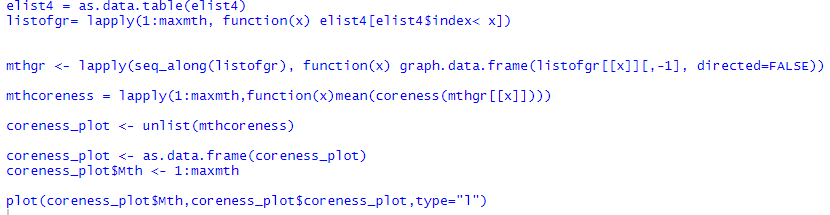 elist4 = as.data.table(elist4)
listofgr= lapply(1:maxmth, function(x) elist4[elist4$index< x])
mthgr <- lapply(seq_along(listofgr), function(x) graph.data.frame(listofgr[[x]][,-1], directed=FALSE))
mthcoreness = lapply(1:maxmth,function(x)mean(coreness(mthgr[[x]])))
coreness_plot <- unlist(mthcoreness)
coreness_plot <- as.data.frame(coreness_plot)
coreness_plot$Mth <- 1:maxmth
plot(coreness_plot$Mth,coreness_plot$coreness_plot,type="l")